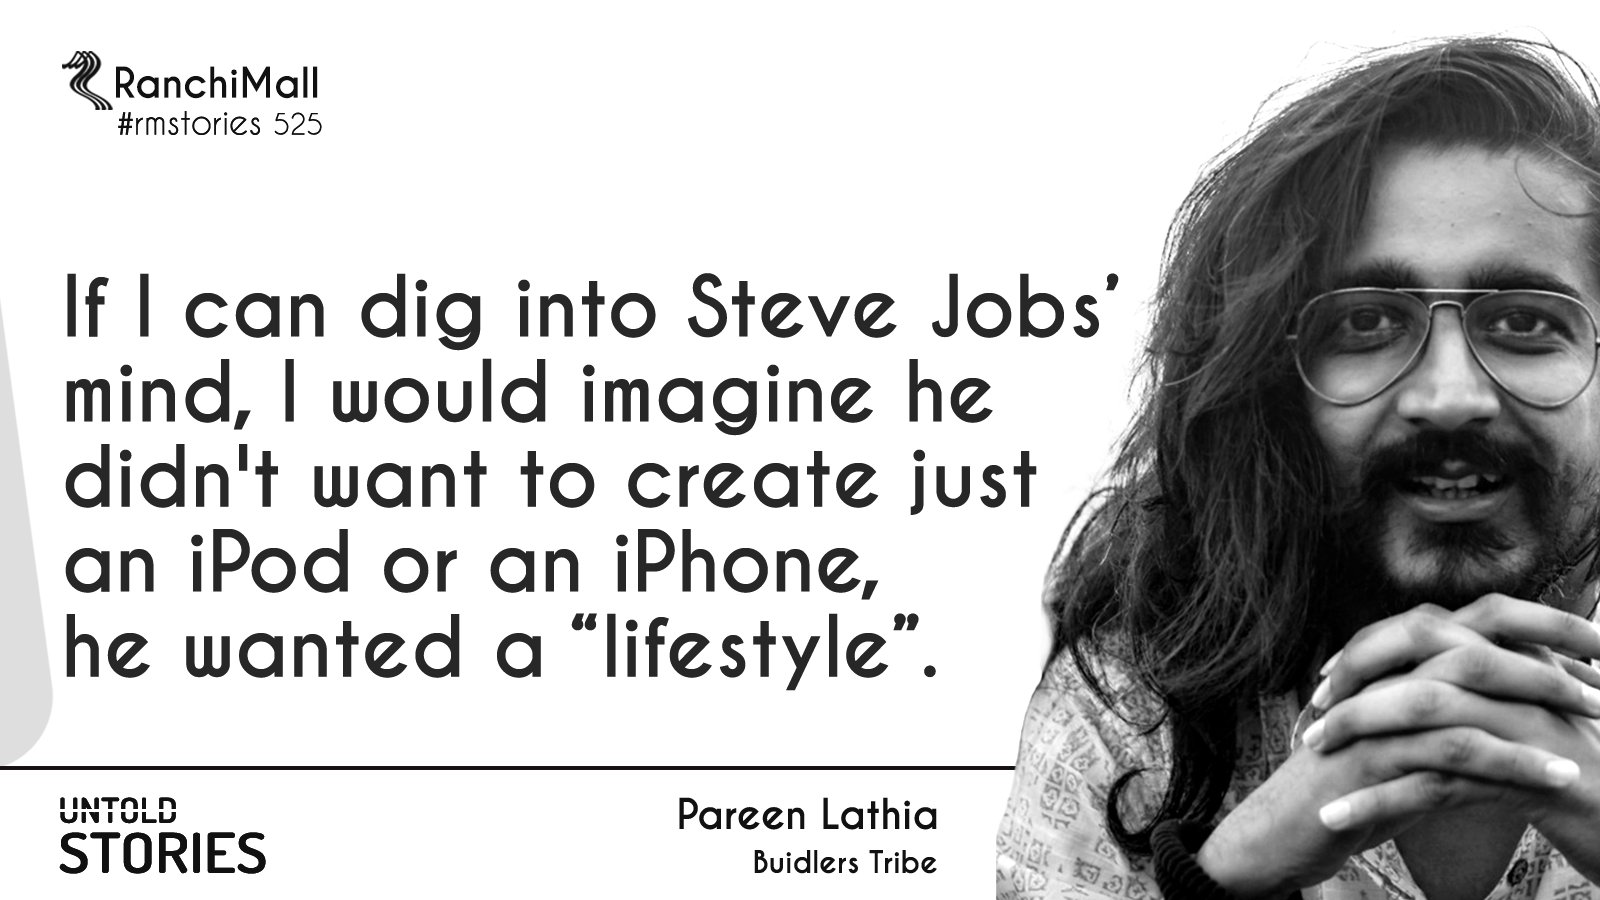 RanchiMall
#rmstories 525
If I can dig into Steve Jobs’
mind, I would imagine he
didn't want to create just
an iPod or an iPhone,
he wanted a “lifestyle”.
UNTOLD
STORIES
Pareen Lathia
Buidlers Tribe